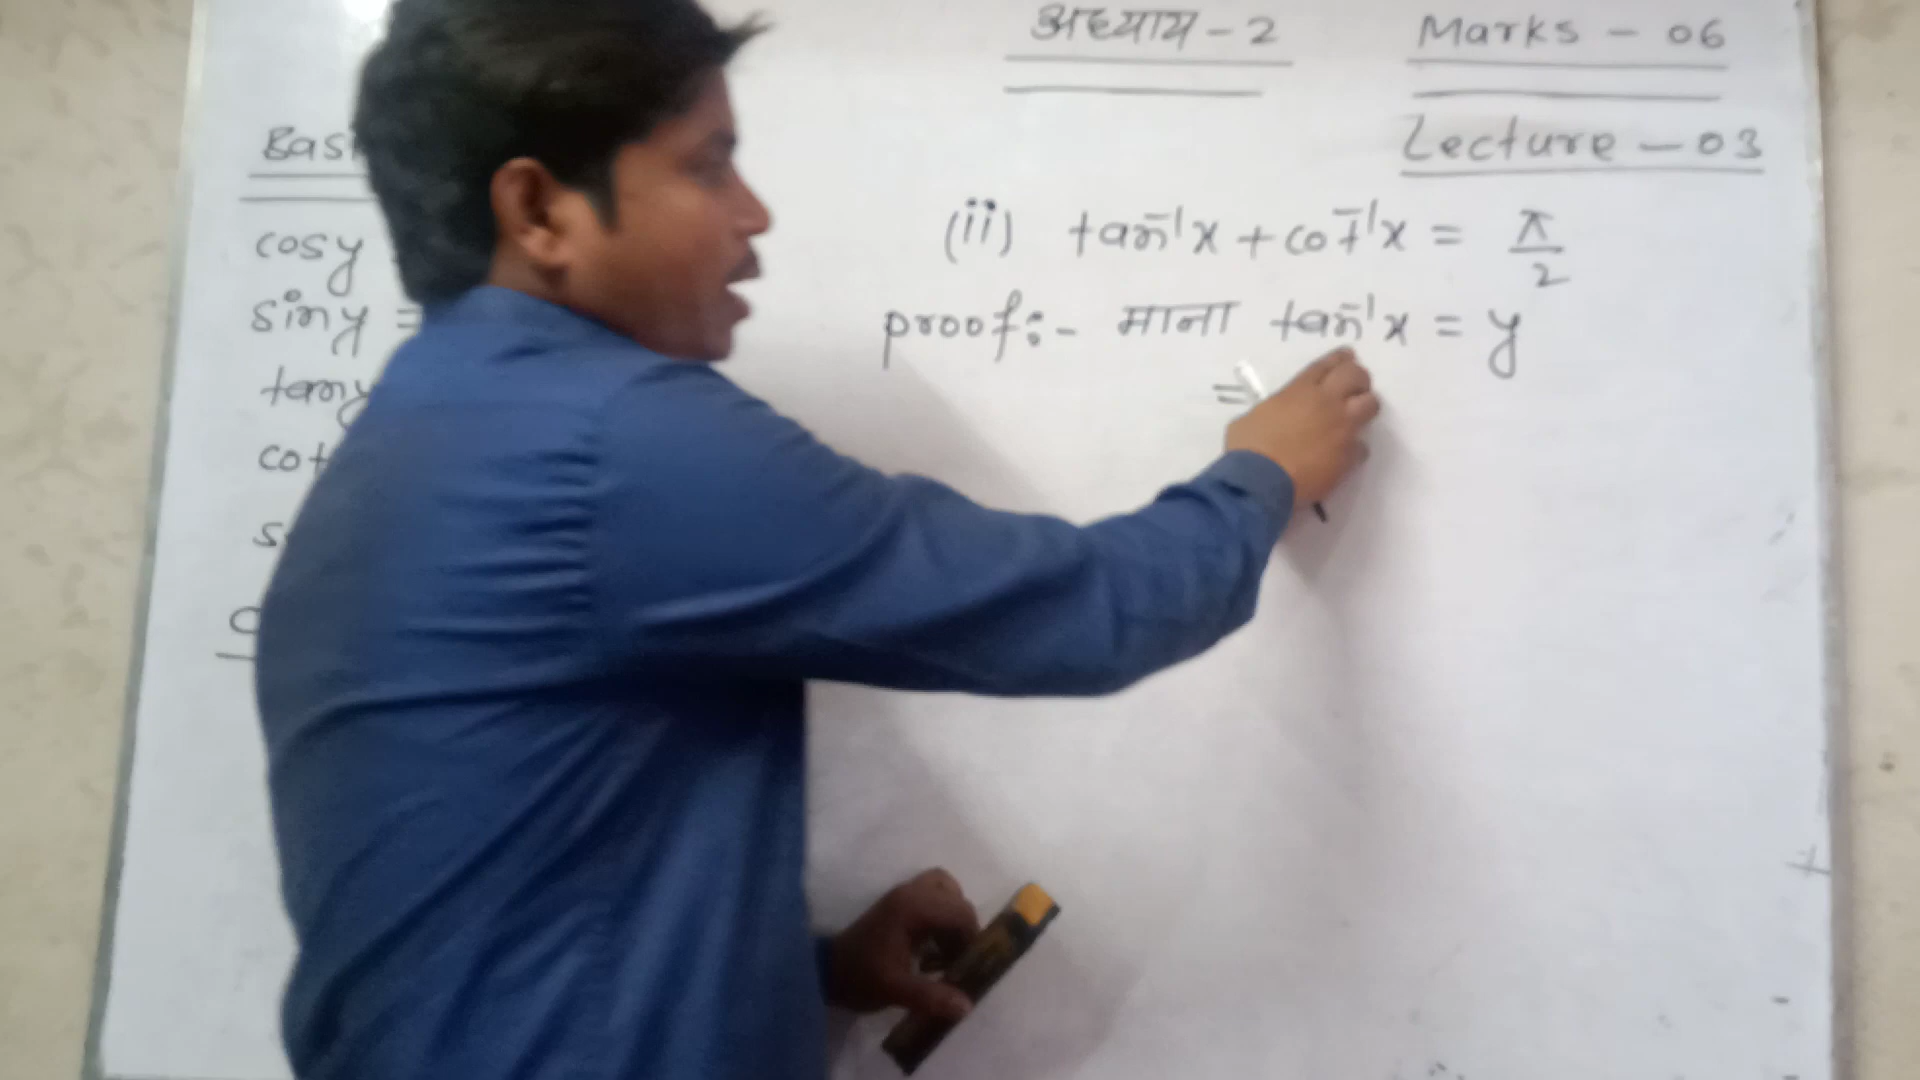 अध्याय - 2
Marks - 06
Lecture - 03
cosy
siny =
tany
cot
(ii) tan⁻¹x + cot⁻¹x = π/2
proof:- माना tan⁻¹x = y
⇒